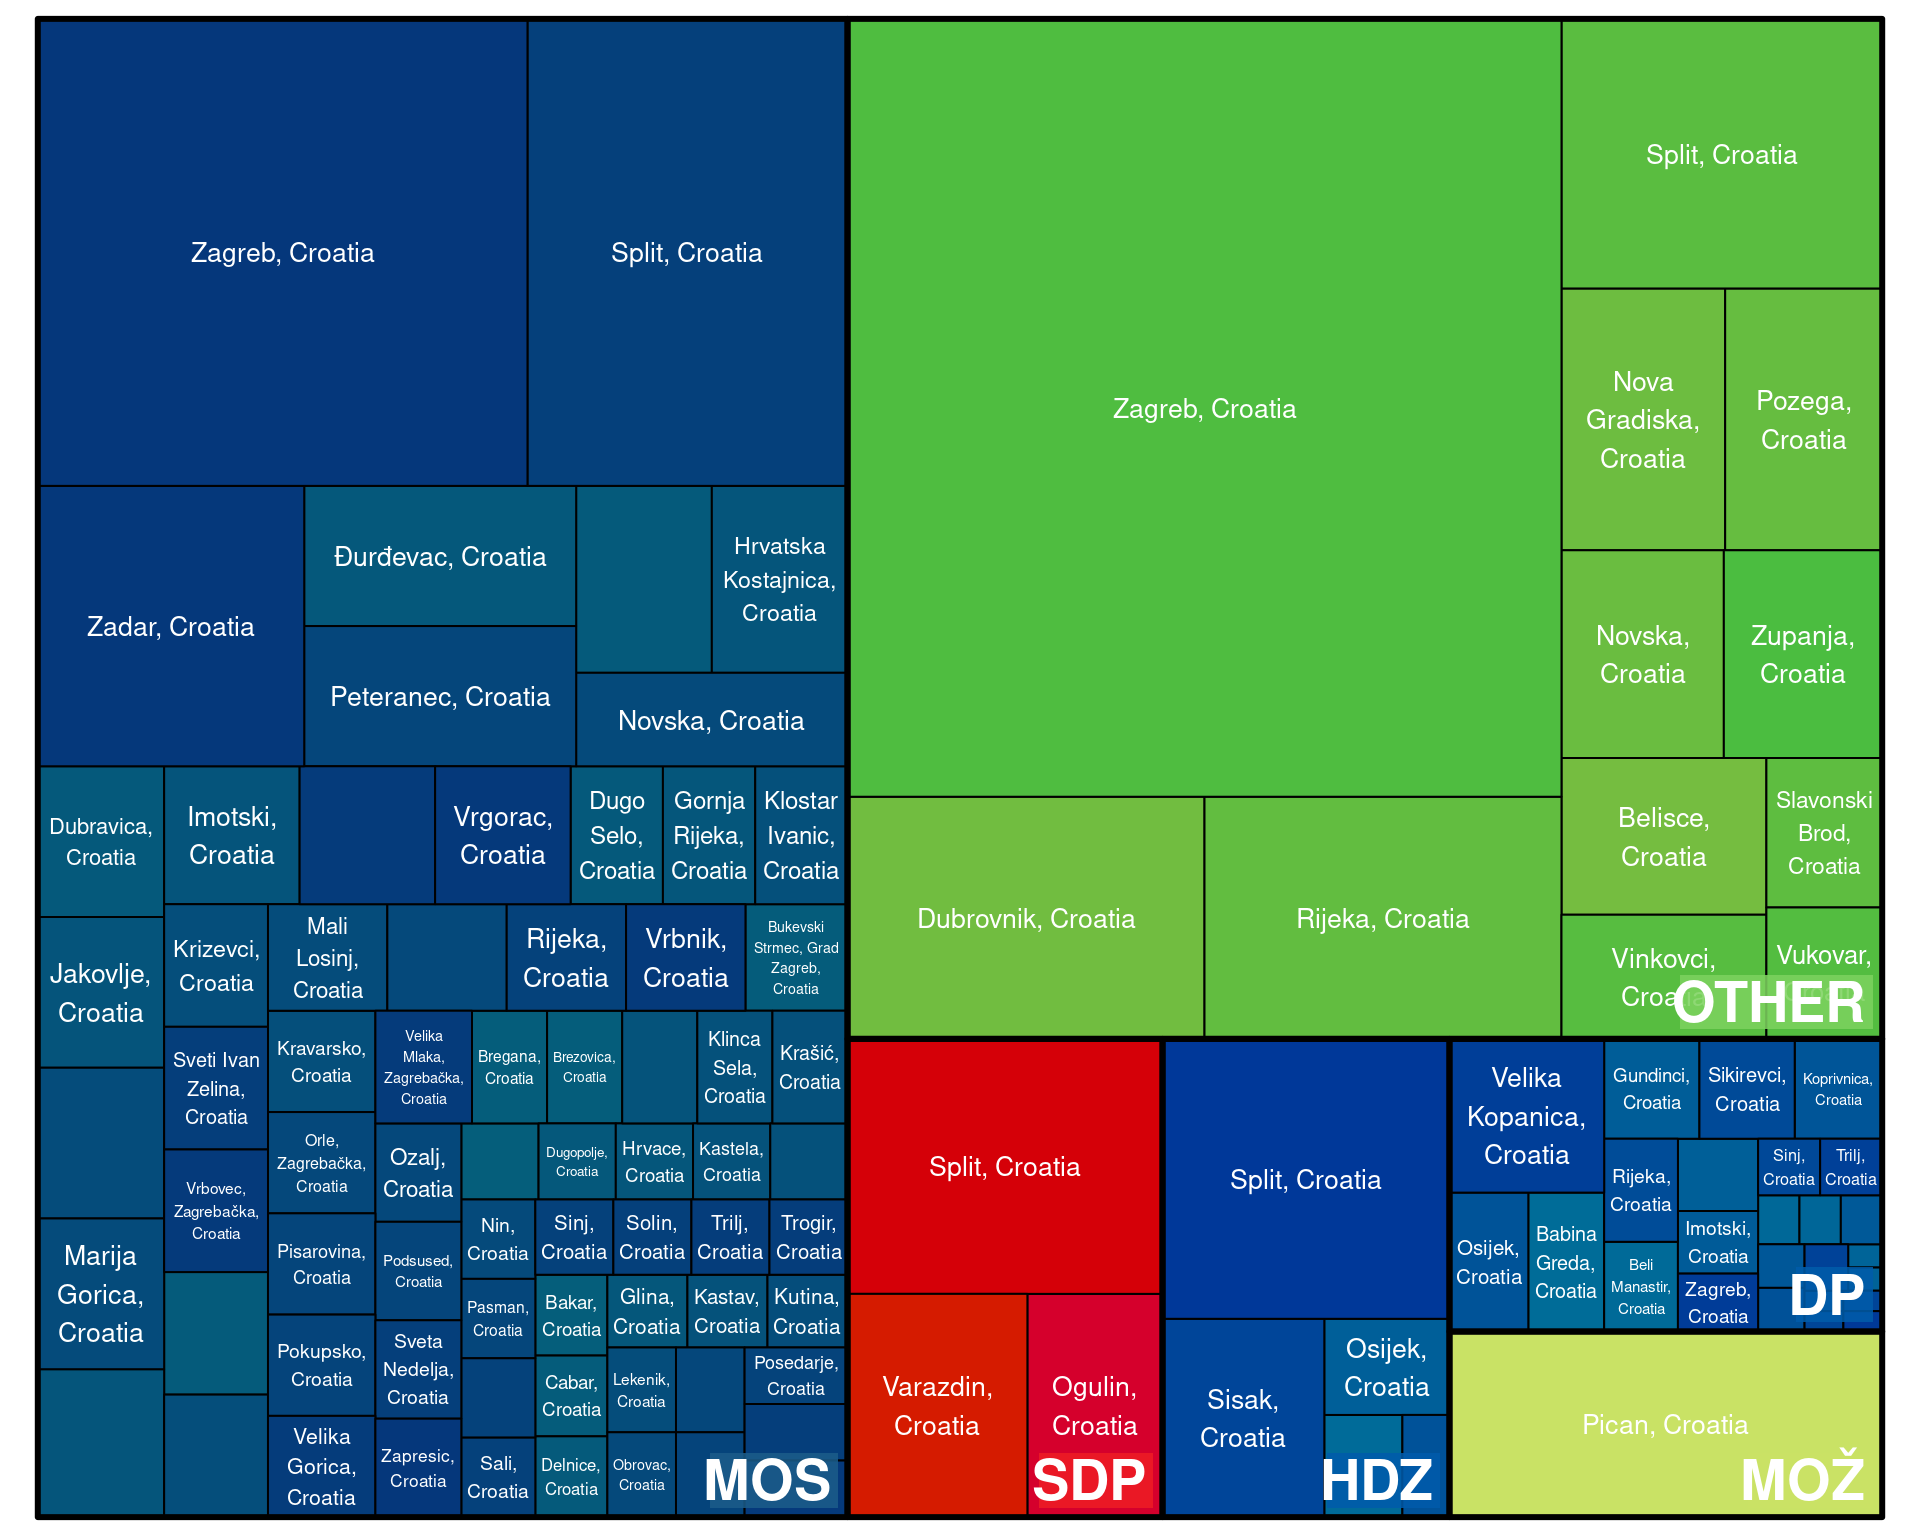 Zagreb, Croatia
Split, Croatia
Zadar, Croatia
Đurđevac, Croatia
Peteranec, Croatia
Hrvatska
Kostajnica,
Croatia
Novska, Croatia
Dubravica,
Croatia
Imotski,
Croatia
Vrgorac,
Croatia
Dugo
Selo,
Croatia
Gornja
Rijeka,
Croatia
Klostar
Ivanic,
Croatia
Jakovlje,
Croatia
Marija
Gorica,
Croatia
Krizevci,
Croatia
Sveti Ivan
Zelina,
Croatia
Vrbovec,
Zagrebačka,
Croatia
Mali
Losinj,
Croatia
Rijeka,
Croatia
Vrbnik,
Croatia
Bukevski
Strmec, Grad
Zagreb,
Croatia
Kravarsko,
Croatia
Orle,
Zagrebačka,
Croatia
Pisarovina,
Croatia
Pokupsko,
Croatia
Velika
Gorica,
Croatia
Velika
Mlaka,
Zagrebačka,
Croatia
Bregana,
Croatia
Brezovica,
Croatia
Klinca
Sela,
Croatia
Krašić,
Croatia
Ozalj,
Croatia
Podsused,
Croatia
Sveta
Nedelja,
Croatia
Zapresic,
Croatia
Dugopolje,
Croatia
Hrvace,
Croatia
Kastela,
Croatia
Nin,
Croatia
Pasman,
Croatia
Sali,
Croatia
Sinj,
Croatia
Solin,
Croatia
Trilj,
Croatia
Trogir,
Croatia
Bakar,
Croatia
Cabar,
Croatia
Delnice,
Croatia
Glina,
Croatia
Kastav,
Croatia
Kutina,
Croatia
Lekenik,
Croatia
Obrovac,
Croatia
Posedarje,
Croatia
MOS
Zagreb, Croatia
Dubrovnik, Croatia
Rijeka, Croatia
Split, Croatia
Nova
Gradiska,
Croatia
Pozega,
Croatia
Novska,
Croatia
Zupanja,
Croatia
Belisce,
Croatia
Slavonski
Brod,
Croatia
Vinkovci,
Croatia
Vukovar,
OTHER
Split, Croatia
Varazdin,
Croatia
Ogulin,
Croatia
SDP
Split, Croatia
Sisak,
Croatia
Osijek,
Croatia
HDZ
Velika
Kopanica,
Croatia
Osijek,
Croatia
Babina
Greda,
Croatia
Gundinci,
Croatia
Sikirevci,
Croatia
Koprivnica,
Croatia
Rijeka,
Croatia
Beli
Manastir,
Croatia
Imotski,
Croatia
Zagreb,
Croatia
Sinj,
Croatia
Trilj,
Croatia
DP
Pican, Croatia
MOŽ